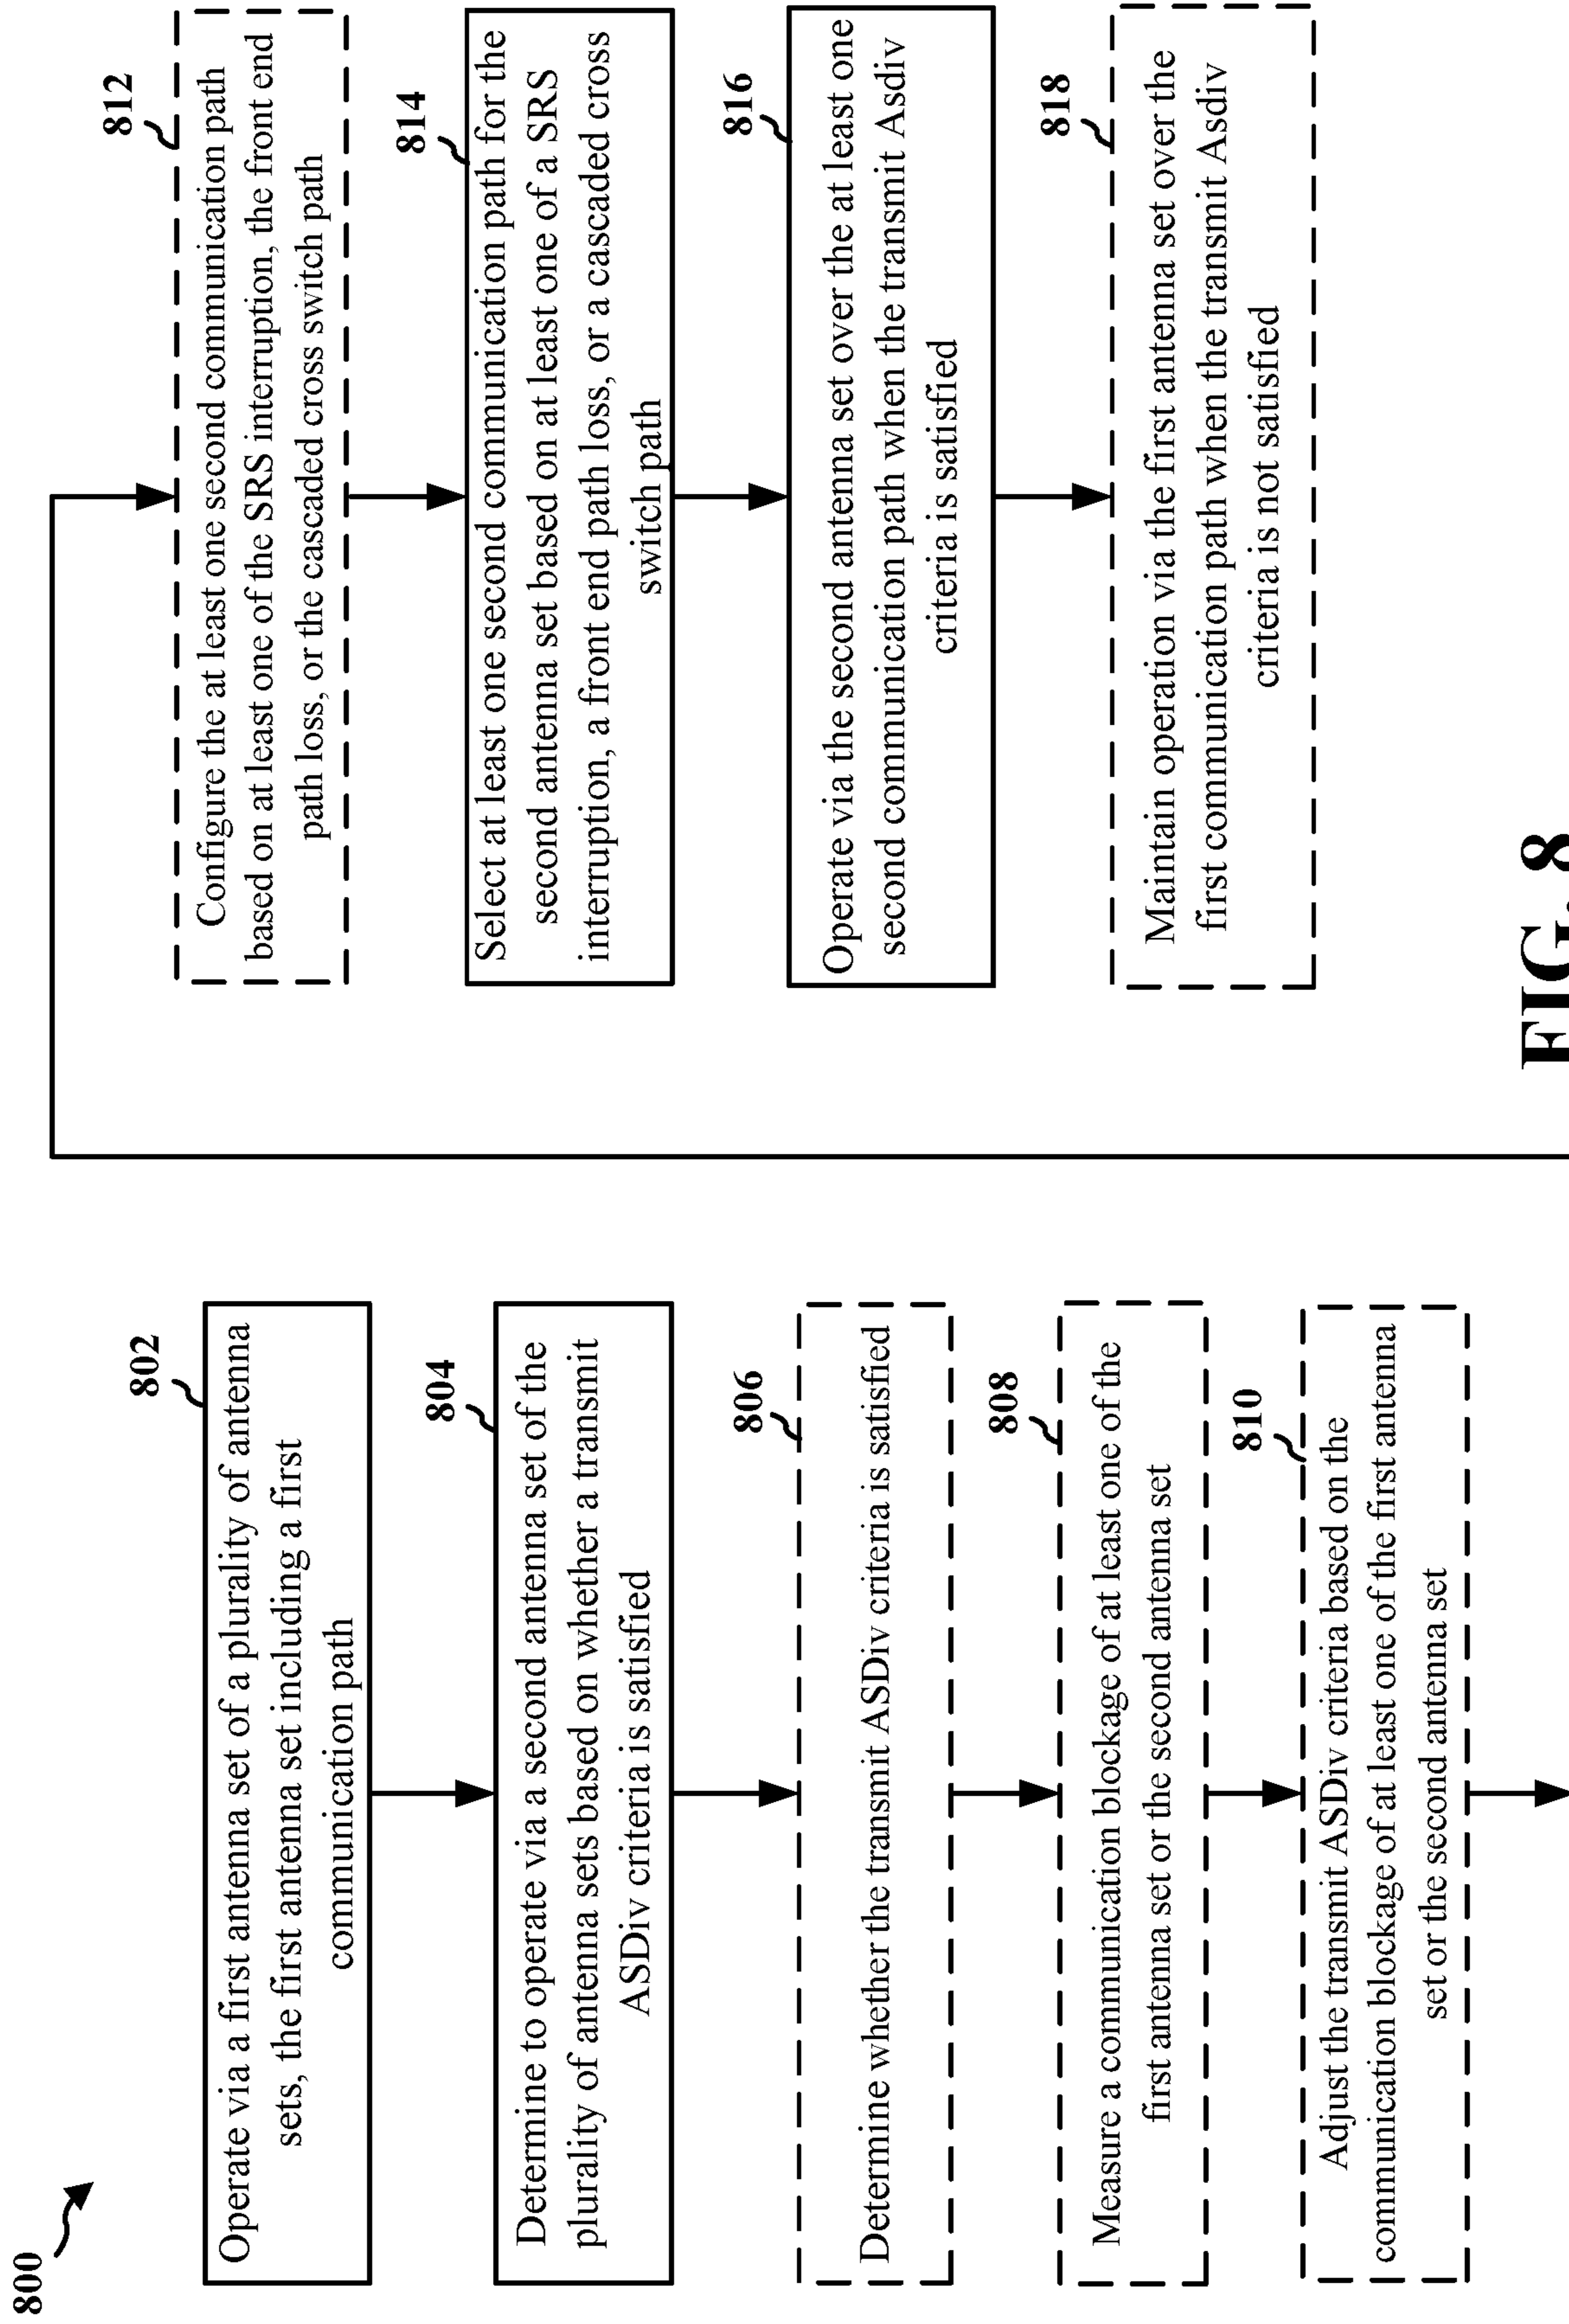 800
802
Operate via a first antenna set of a plurality of antenna
sets, the first antenna set including a first
communication path
804
Determine to operate via a second antenna set of the
plurality of antenna sets based on whether a transmit
ASDiv criteria is satisfied
806
Determine whether the transmit ASDiv criteria is satisfied
808
Measure a communication blockage of at least one of the
first antenna set or the second antenna set
810
Adjust the transmit ASDiv criteria based on the
communication blockage of at least one of the first antenna
set or the second antenna set
812
Configure the at least one second communication path
based on at least one of the SRS interruption, the front end
path loss, or the cascaded cross switch path
814
Select at least one second communication path for the
second antenna set based on at least one of a SRS
interruption, a front end path loss, or a cascaded cross
switch path
816
Operate via the second antenna set over the at least one
second communication path when the transmit Asdiv
criteria is satisfied
818
Maintain operation via the first antenna set over the
first communication path when the transmit Asdiv
criteria is not satisfied
FIG. 8